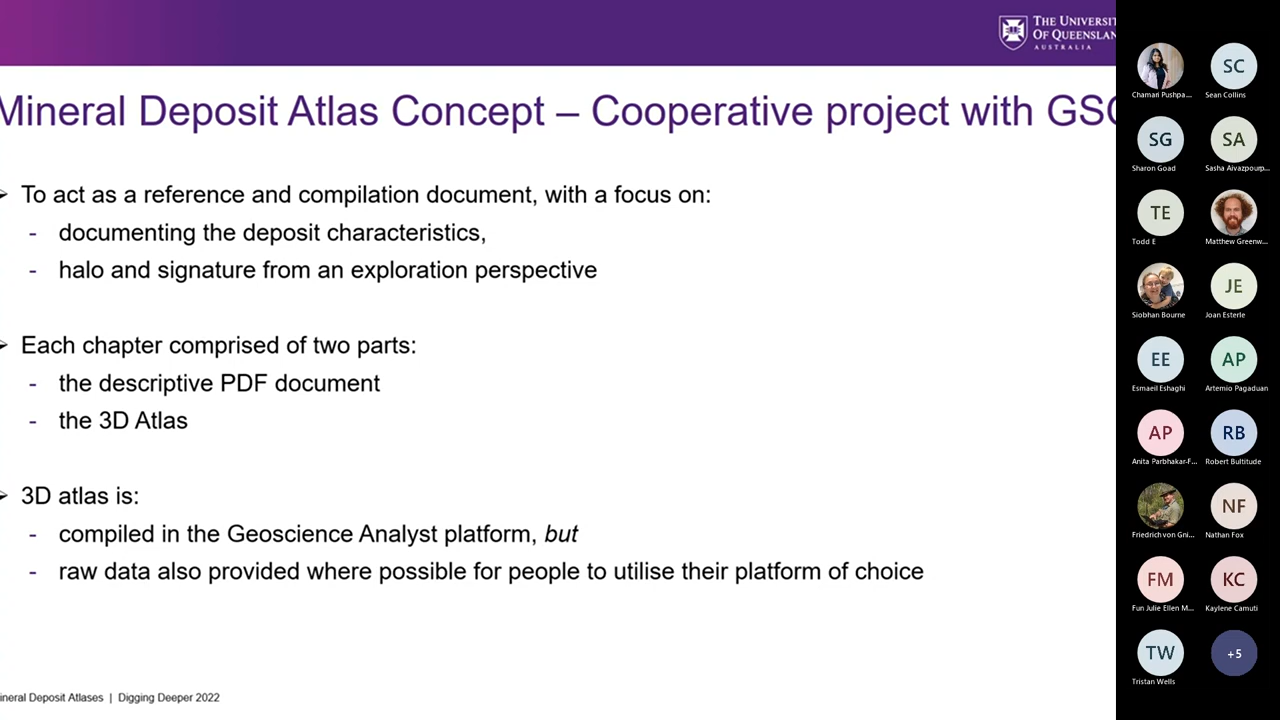 THE UNIVERSIT
OF QUEENSLAN
AUSTRALIA
Mineral Deposit Atlas Concept – Cooperative project with GSQ
To act as a reference and compilation document, with a focus on:
- documenting the deposit characteristics,
- halo and signature from an exploration perspective
Each chapter comprised of two parts:
- the descriptive PDF document
- the 3D Atlas
3D atlas is:
- compiled in the Geoscience Analyst platform, but
- raw data also provided where possible for people to utilise their platform of choice
ineral Deposit Atlases | Digging Deeper 2022
SC
Chamari Pushpa... Sean Collins
SG SA
Sharon Goad Sasha Aivazpourp...
TE
Todd E Matthew Greenw...
JE
Siobhan Bourne Joan Esterle
EE AP
Esmaeil Eshaghi Artemio Pagaduan
AP RB
Anita Parbhakar-F... Robert Bultitude
NF
Friedrich von Gni... Nathan Fox
FM KC
Fun Julie Ellen M... Kaylene Camuti
TW +5
Tristan Wells